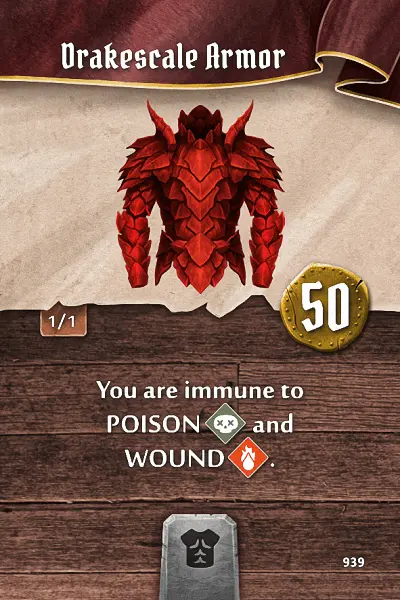 Drakescale Armor
50
1/1
You are immune to
POISON and
WOUND .
939